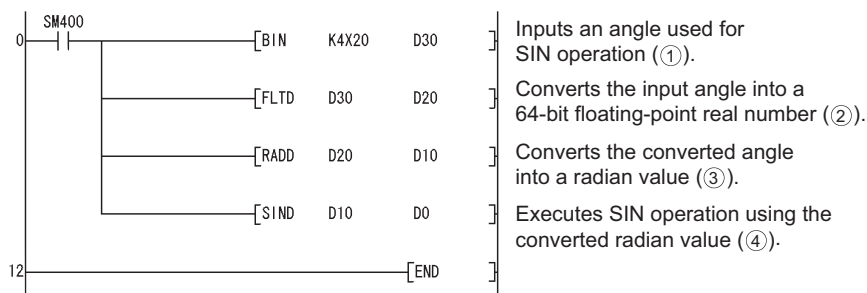 SM400
0 [BIN K4X20 D30 ] Inputs an angle used for
SIN operation (①).
[FLTD D30 D20 ] Converts the input angle into a
64-bit floating-point real number (②).
[RADD D20 D10 ] Converts the converted angle
into a radian value (③).
[SIND D10 D0 ] Executes SIN operation using the
converted radian value (④).
12 [END ]